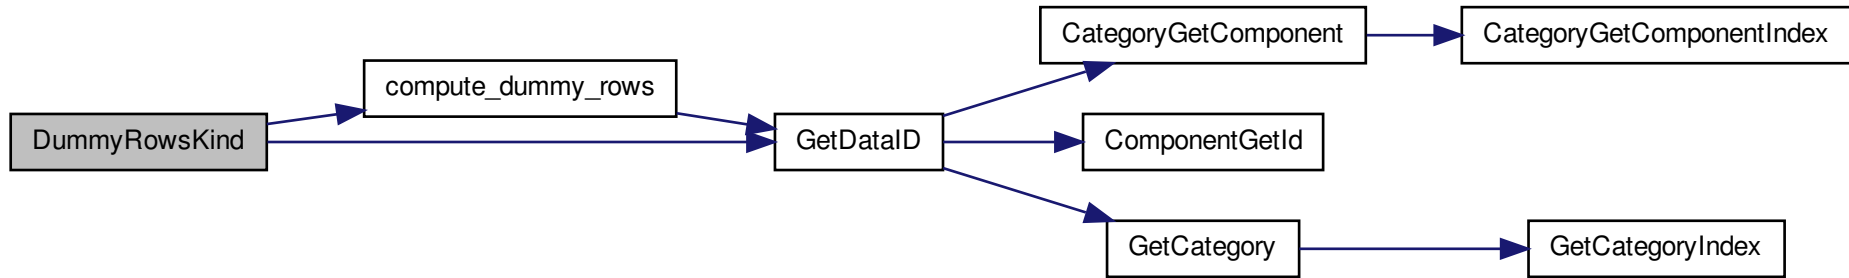 DummyRowsKind
compute_dummy_rows
GetDataID
CategoryGetComponent
CategoryGetComponentIndex
ComponentGetId
GetCategory
GetCategoryIndex